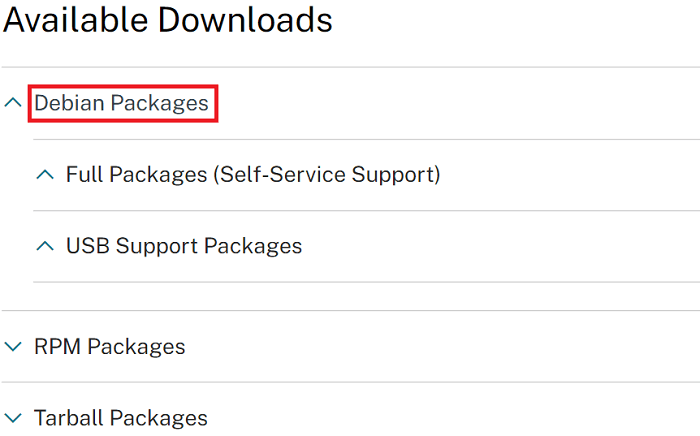 Available Downloads
Debian Packages
Full Packages (Self-Service Support)
USB Support Packages
RPM Packages
Tarball Packages